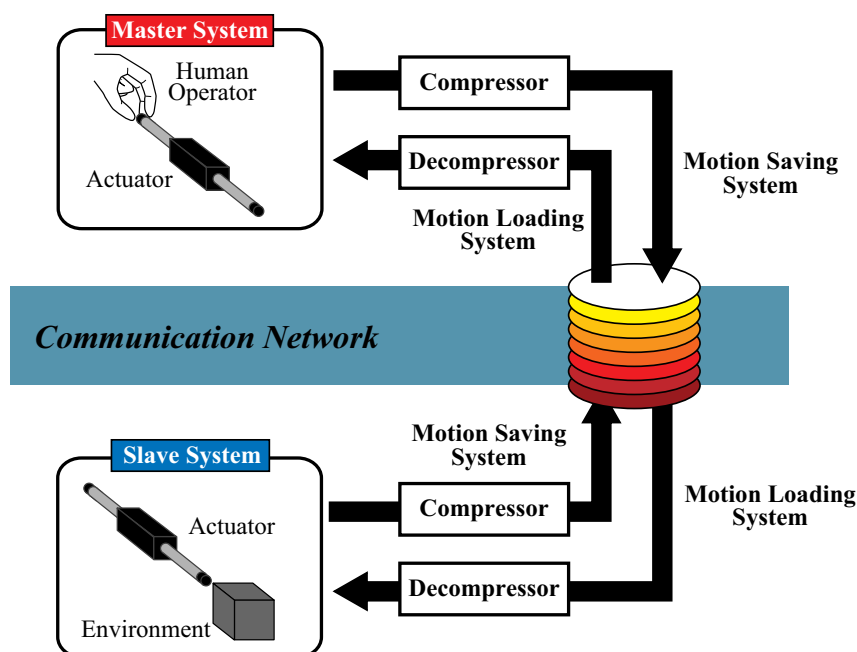 Master System
Human
Operator
Actuator
Compressor
Decompressor
Motion Saving
System
Motion Loading
System
Communication Network
Slave System
Actuator
Environment
Motion Saving
System
Compressor
Decompressor
Motion Loading
System